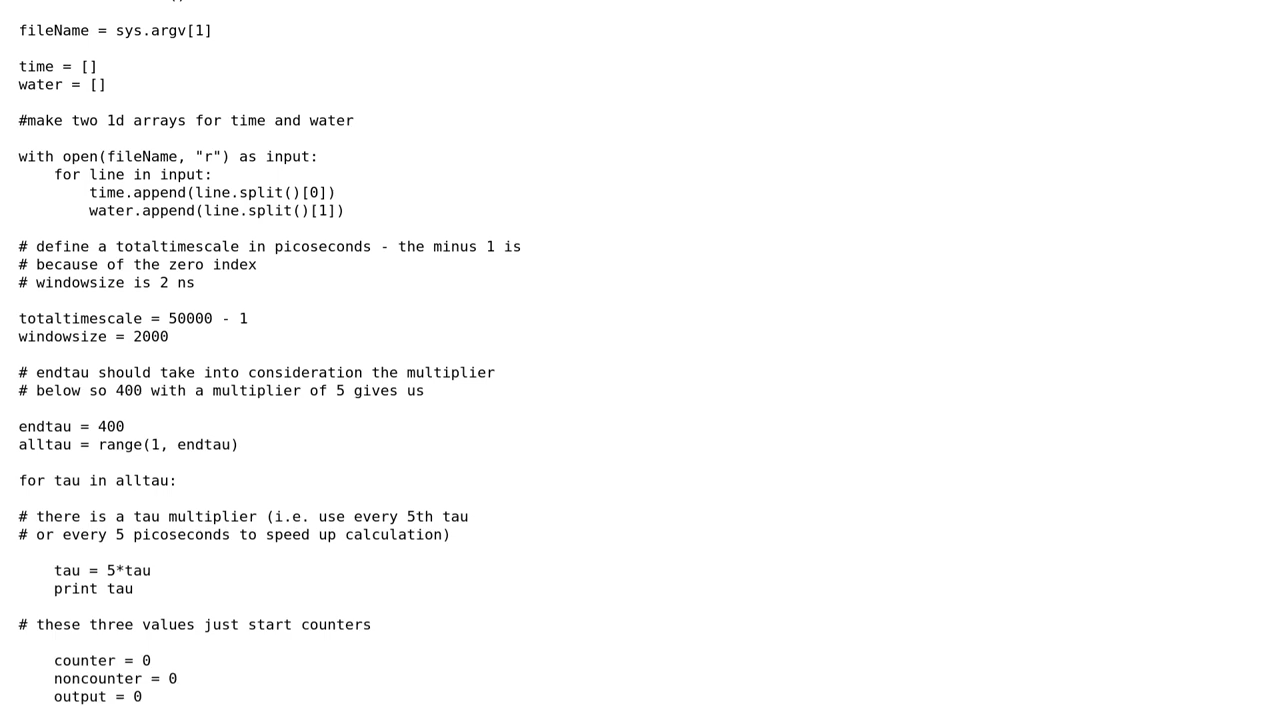 fileName = sys.argv[1]
time = []
water = []
#make two 1d arrays for time and water
with open(fileName, "r") as input:
    for line in input:
        time.append(line.split()[0])
        water.append(line.split()[1])
# define a totaltimescale in picoseconds - the minus 1 is
# because of the zero index
# windowsize is 2 ns
totaltimescale = 50000 - 1
windowsize = 2000
# endtau should take into consideration the multiplier
# below so 400 with a multiplier of 5 gives us
endtau = 400
alltau = range(1, endtau)
for tau in alltau:
# there is a tau multiplier (i.e. use every 5th tau
# or every 5 picoseconds to speed up calculation)
    tau = 5*tau
    print tau
# these three values just start counters
    counter = 0
    noncounter = 0
    output = 0